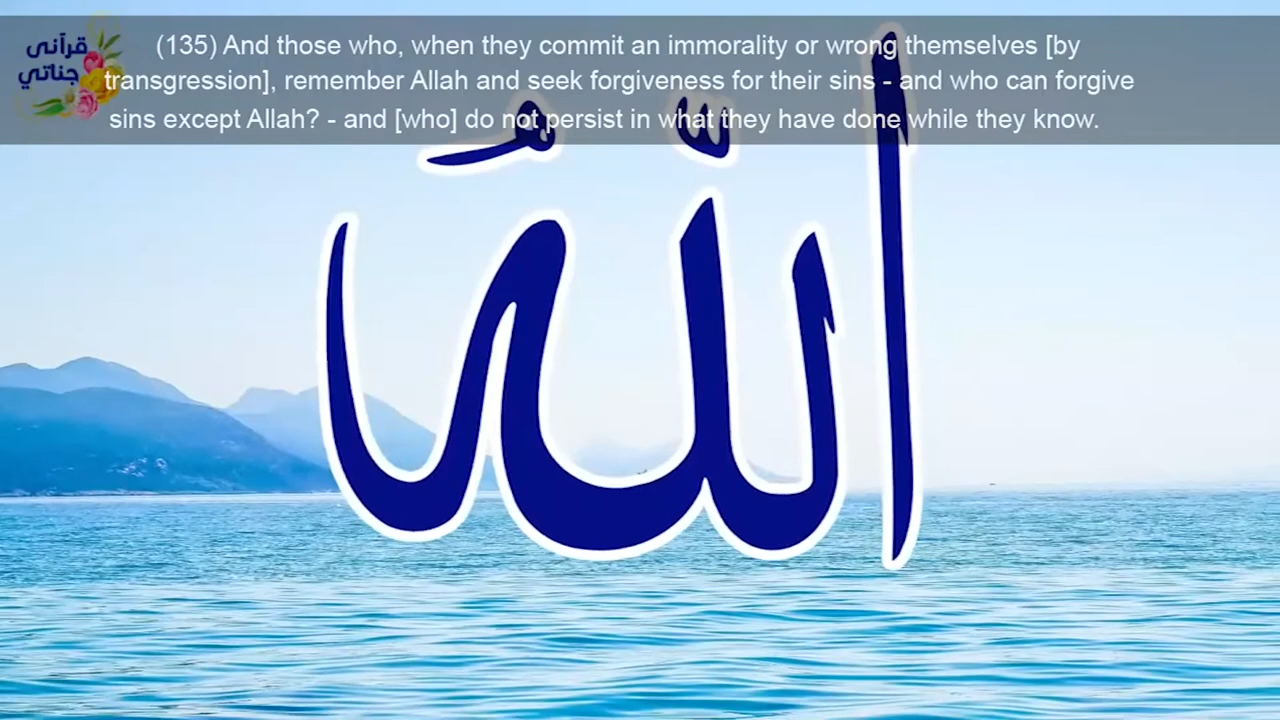 قرآنى
جناتي
(135) And those who, when they commit an immorality or wrong themselves [by
transgression], remember Allah and seek forgiveness for their sins - and who can forgive
sins except Allah? - and [who] do not persist in what they have done while they know.
اللّهُ